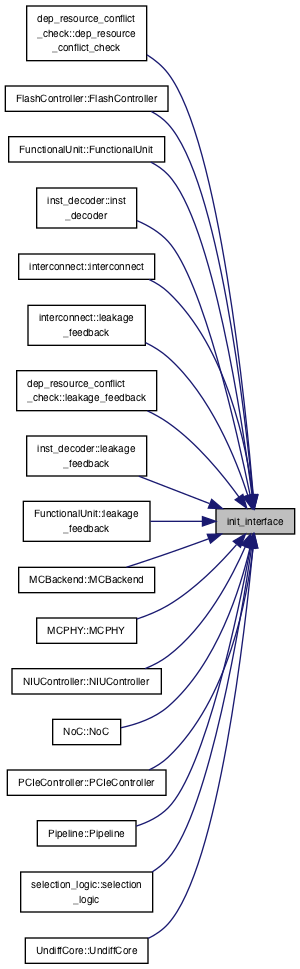 dep_resource_conflict
_check::dep_resource
_conflict_check
FlashController::FlashController
FunctionalUnit::FunctionalUnit
inst_decoder::inst
_decoder
interconnect::interconnect
interconnect::leakage
_feedback
dep_resource_conflict
_check::leakage_feedback
inst_decoder::leakage
_feedback
FunctionalUnit::leakage
_feedback
init_interface
MCBackend::MCBackend
MCPHY::MCPHY
NIUController::NIUController
NoC::NoC
PCIeController::PCIeController
Pipeline::Pipeline
selection_logic::selection
_logic
UndiffCore::UndiffCore